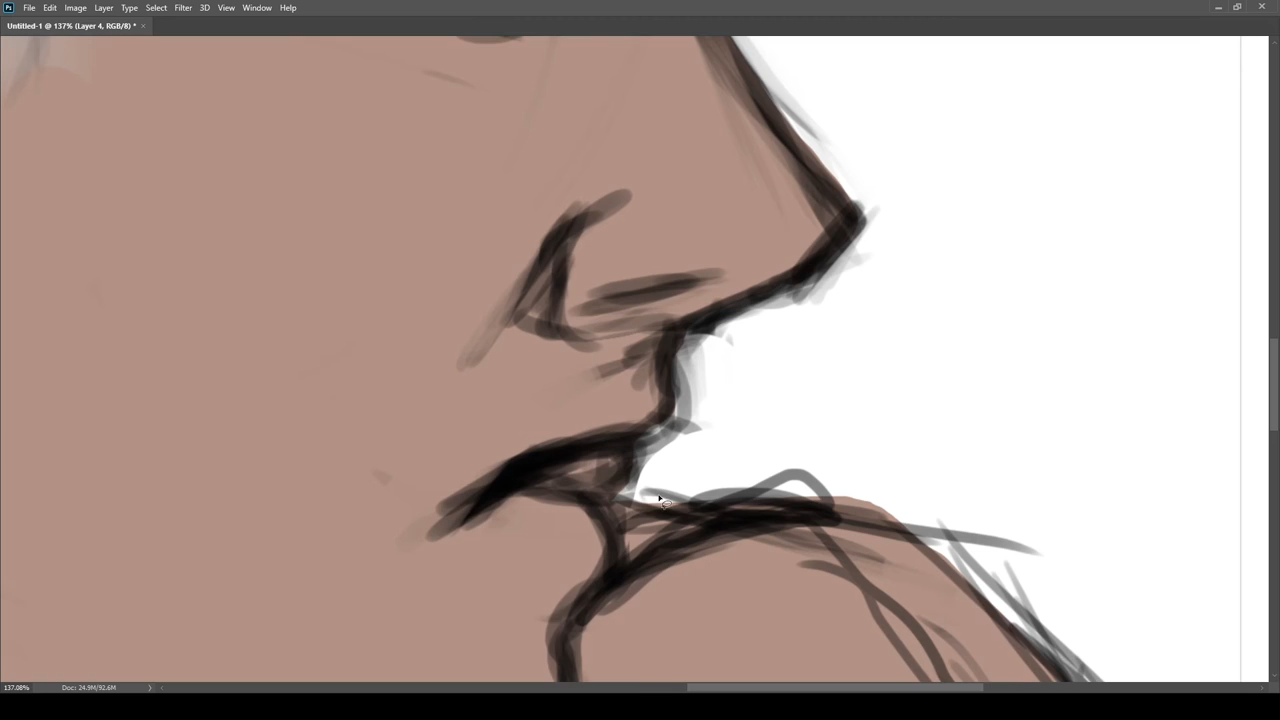 Ps File Edit Image Layer Type Select Filter 3D View Window Help
Untitled-1 @ 137% (Layer 4, RGB/8) * ×
137.08% Doc: 24.9M/92.6M